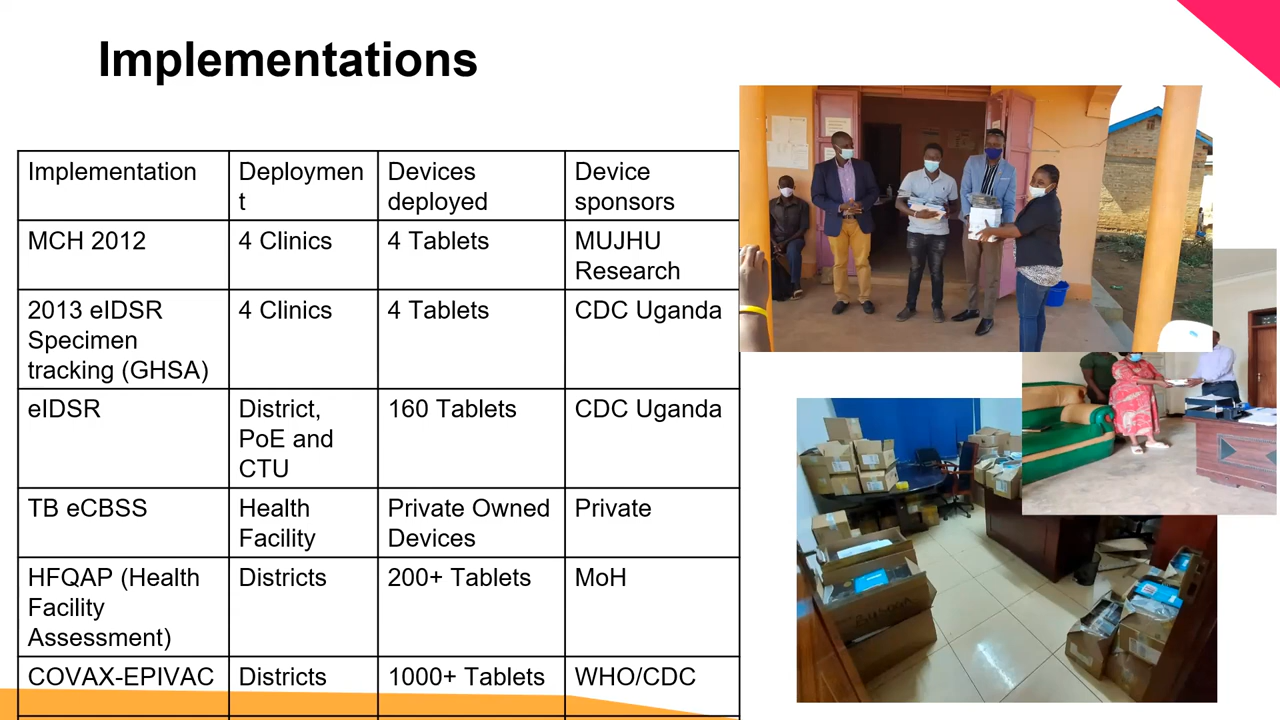 Implementations
Implementation
Deploymen
t
Devices
deployed
Device
sponsors
MCH 2012
4 Clinics
4 Tablets
MUJHU
Research
2013 eIDSR
Specimen
tracking (GHSA)
4 Clinics
4 Tablets
CDC Uganda
eIDSR
District,
PoE and
CTU
160 Tablets
CDC Uganda
TB eCBSS
Health
Facility
Private Owned
Devices
Private
HFQAP (Health
Facility
Assessment)
Districts
200+ Tablets
MoH
COVAX-EPIVAC
Districts
1000+ Tablets
WHO/CDC